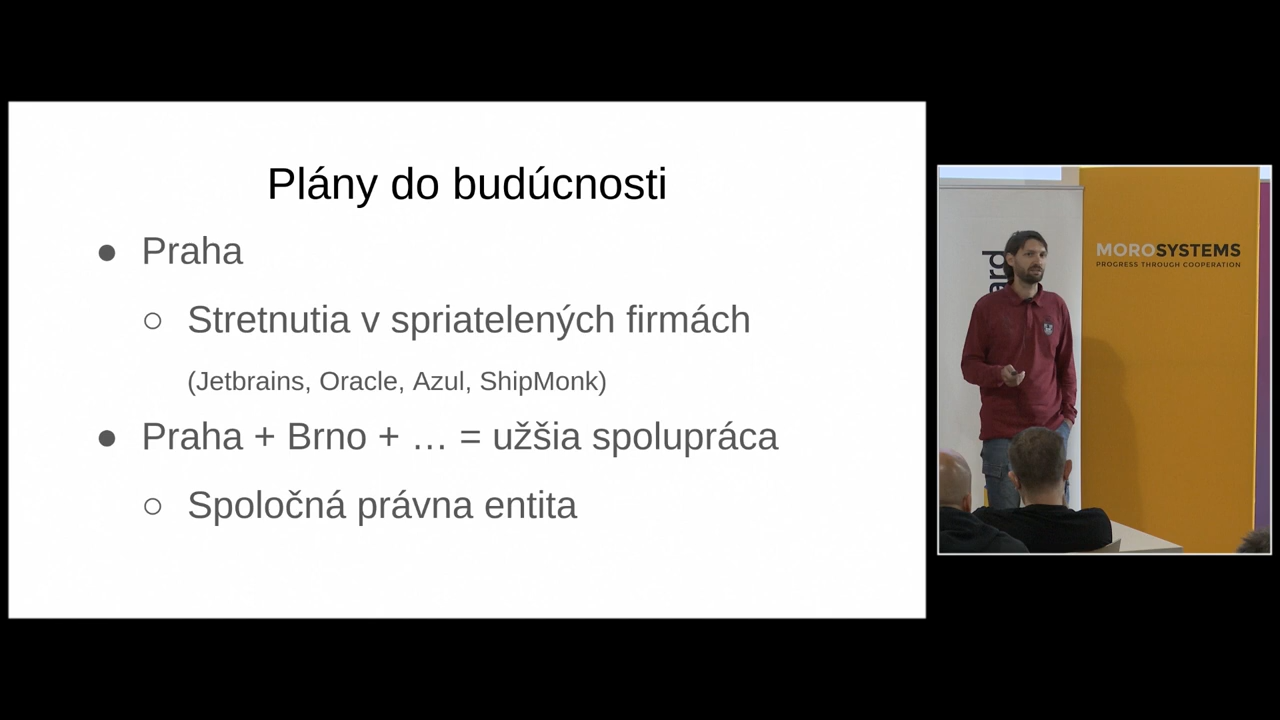 Plány do budúcnosti
● Praha
○ Stretnutia v spriatelených firmách
(Jetbrains, Oracle, Azul, ShipMonk)
● Praha + Brno + … = užšia spolupráca
○ Spoločná právna entita
ard
MOROSYSTEMS
PROGRESS THROUGH COOPERATION